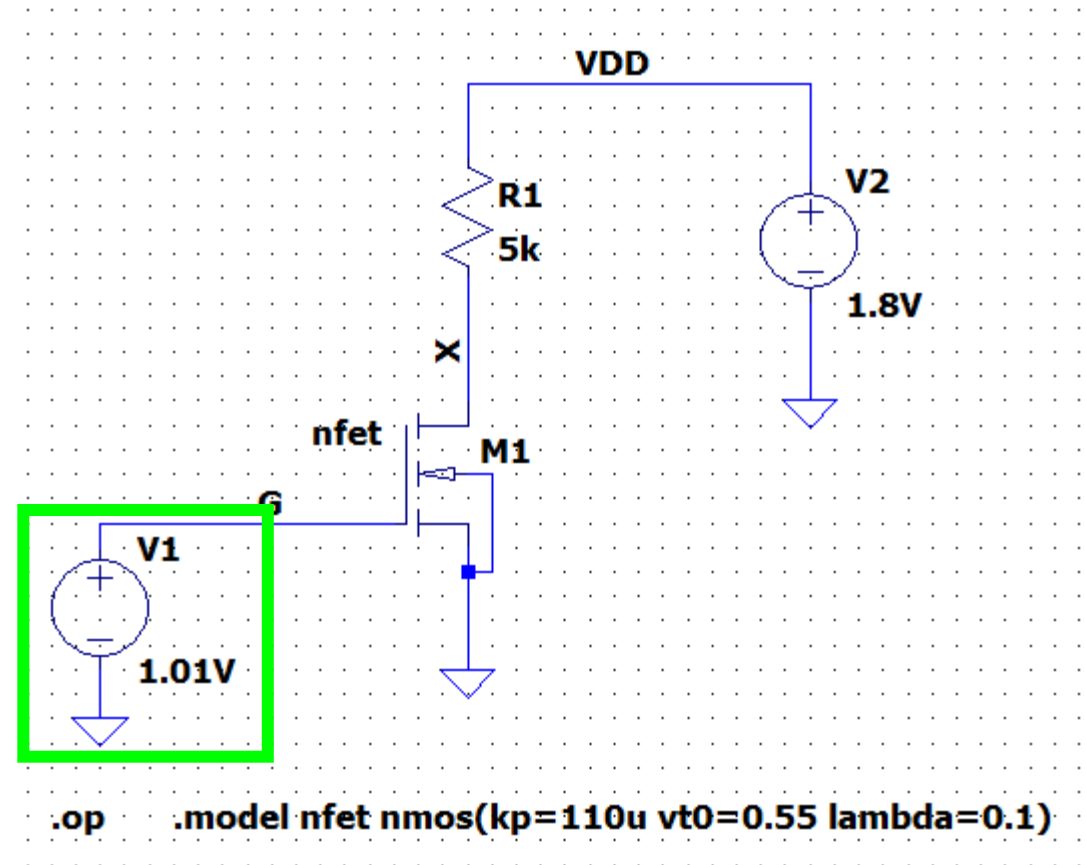 VDD
V2
R1
5k
1.8V
X
nfet
M1
G
V1
1.01V
.op .model nfet nmos(kp=110u vt0=0.55 lambda=0.1)